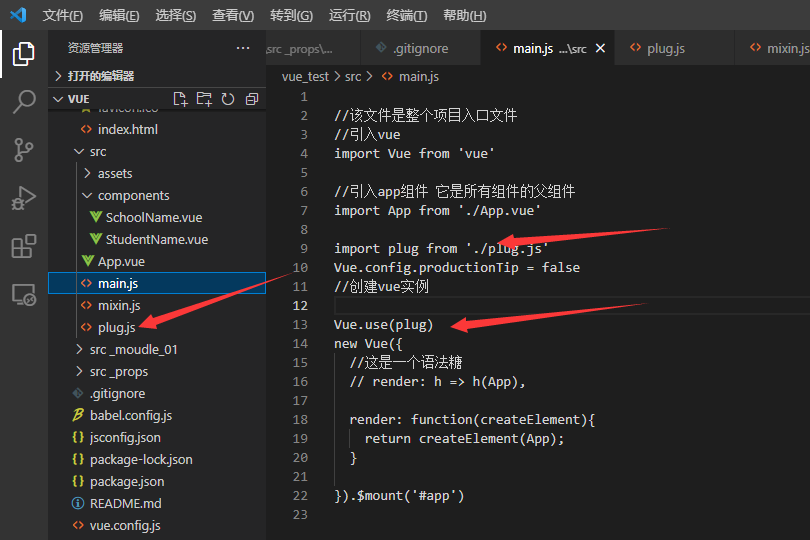 文件(F) 编辑(E) 选择(S) 查看(V) 转到(G) 运行(R) 终端(T) 帮助(H)
资源管理器 ···
\src _props\... .gitignore main.js ...\src plug.js mixin.js
打开的编辑器
vue_test > src > main.js
VUE
favicon.ico
index.html
src
assets
components
SchoolName.vue
StudentName.vue
App.vue
main.js
mixin.js
plug.js
src _moudle_01
src _props
.gitignore
babel.config.js
jsconfig.json
package-lock.json
package.json
README.md
vue.config.js
1
2 //该文件是整个项目入口文件
3 //引入vue
4 import Vue from 'vue'
5
6 //引入app组件 它是所有组件的父组件
7 import App from './App.vue'
8
9 import plug from './plug.js'
10 Vue.config.productionTip = false
11 //创建vue实例
12
13 Vue.use(plug)
14 new Vue({
15 //这是一个语法糖
16 // render: h => h(App),
17
18 render: function(createElement){
19 return createElement(App);
20 }
21
22 }).$mount('#app')
23